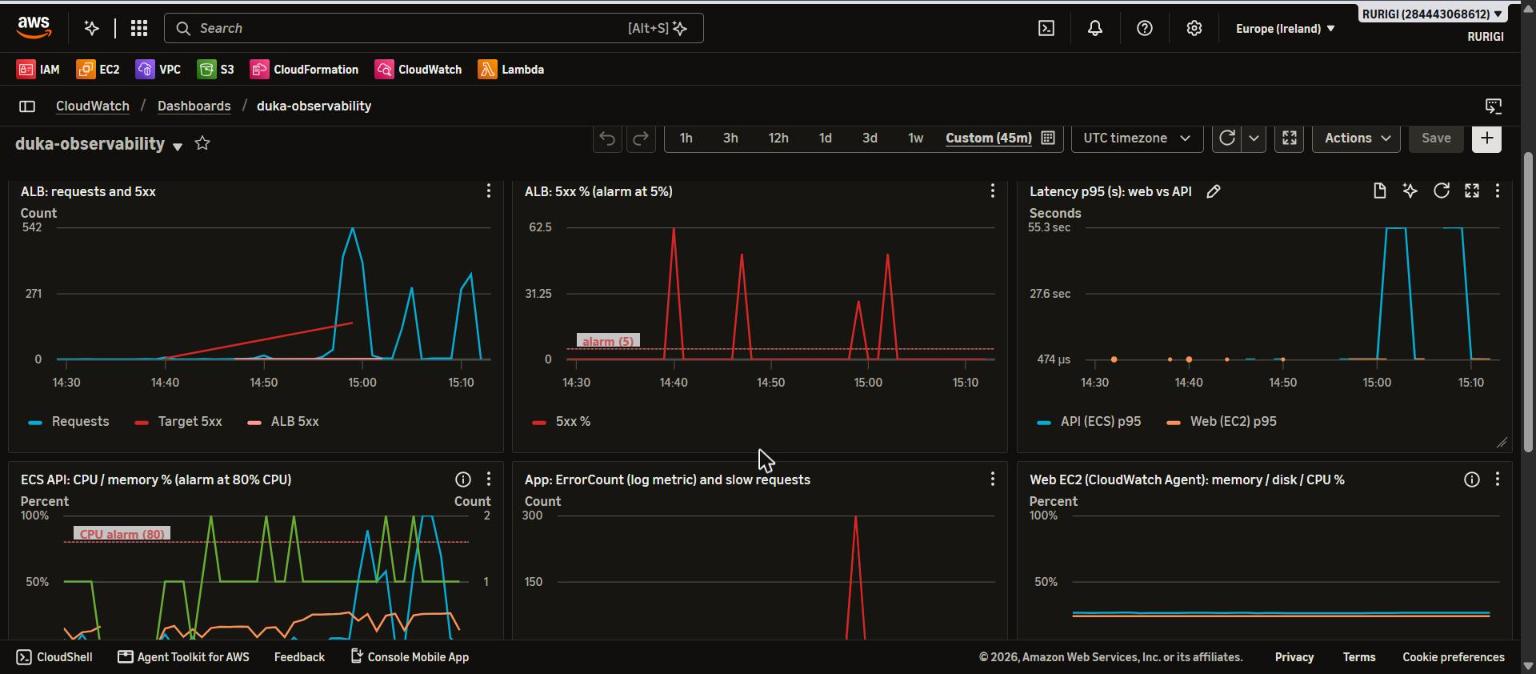 aws
Search [Alt+S]
Europe (Ireland)
RURIGI (284443068612)
RURIGI
IAM EC2 VPC S3 CloudFormation CloudWatch Lambda
CloudWatch / Dashboards / duka-observability
duka-observability
1h 3h 12h 1d 3d 1w Custom (45m) UTC timezone Actions Save
ALB: requests and 5xx
Count
542
271
0
14:30 14:40 14:50 15:00 15:10
Requests Target 5xx ALB 5xx
ALB: 5xx % (alarm at 5%)
62.5
31.25
alarm (5)
0
14:30 14:40 14:50 15:00 15:10
5xx %
Latency p95 (s): web vs API
Seconds
55.3 sec
27.6 sec
474 µs
14:30 14:40 14:50 15:00 15:10
API (ECS) p95 Web (EC2) p95
ECS API: CPU / memory % (alarm at 80% CPU)
Percent Count
100% 2
CPU alarm (80)
50% 1
App: ErrorCount (log metric) and slow requests
Count
300
150
Web EC2 (CloudWatch Agent): memory / disk / CPU %
Percent
100%
50%
CloudShell Agent Toolkit for AWS Feedback Console Mobile App
© 2026, Amazon Web Services, Inc. or its affiliates. Privacy Terms Cookie preferences